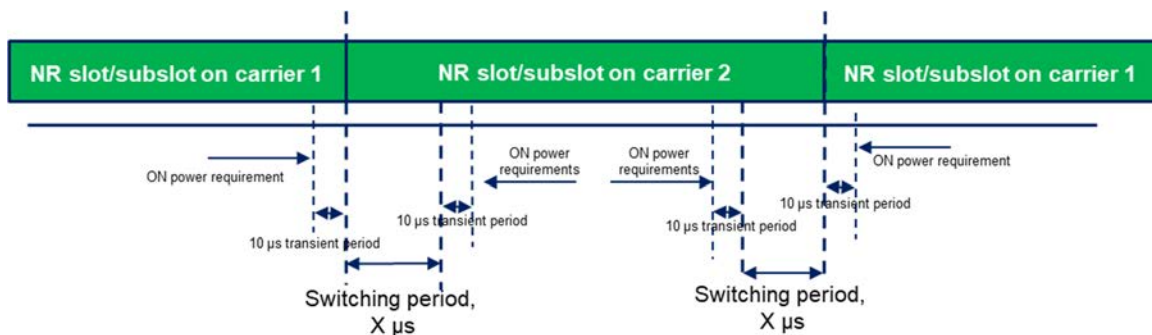 NR slot/subslot on carrier 1
NR slot/subslot on carrier 2
NR slot/subslot on carrier 1
ON power requirement
ON power
requirements
ON power
requirements
ON power requirement
10 µs transient period
10 µs transient period
10 µs transient period
10 µs transient period
Switching period,
X µs
Switching period,
X µs